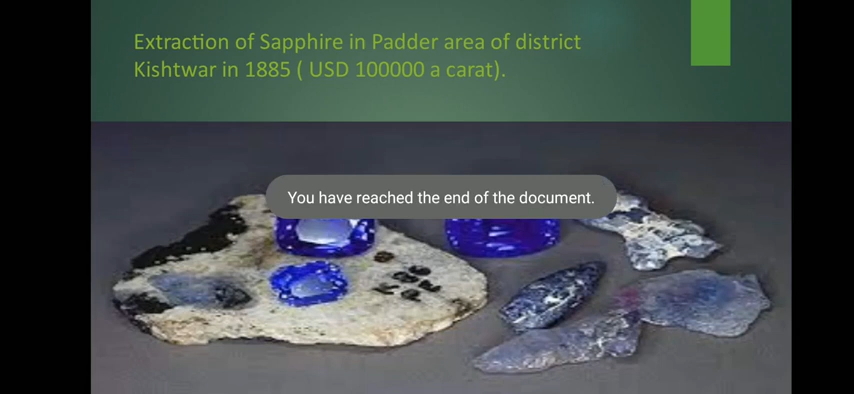 Extraction of Sapphire in Padder area of district
Kishtwar in 1885 ( USD 100000 a carat).
You have reached the end of the document.